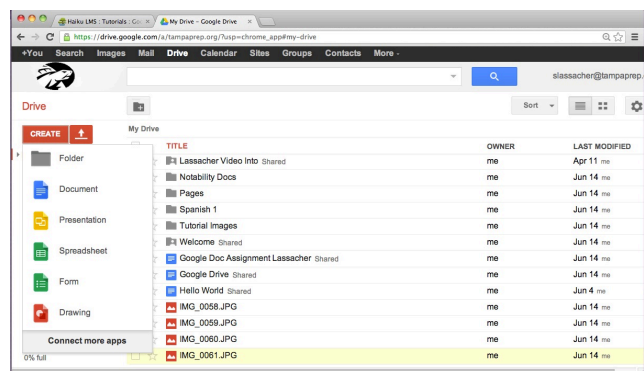 Haiku LMS : Tutorials : Goo
My Drive - Google Drive
https://drive.google.com/a/tampaprep.org/?usp=chrome_app#my-drive
+You Search Images Mail Drive Calendar Sites Groups Contacts More -
slassacher@tampaprep.
Drive
Sort
CREATE
My Drive
TITLE OWNER LAST MODIFIED
Folder
Lassacher Video Into Shared me Apr 11 me
Notability Docs me Jun 14 me
Document
Pages me Jun 14 me
Spanish 1 me Jun 14 me
Presentation
Tutorial Images me Jun 14 me
Welcome Shared me Jun 14 me
Spreadsheet
Google Doc Assignment Lassacher Shared me Jun 14 me
Google Drive Shared me Jun 14 me
Form
Hello World Shared me Jun 4 me
IMG_0058.JPG me Jun 14 me
Drawing
IMG_0059.JPG me Jun 14 me
IMG_0060.JPG me Jun 14 me
Connect more apps
IMG_0061.JPG me Jun 14 me
0% full